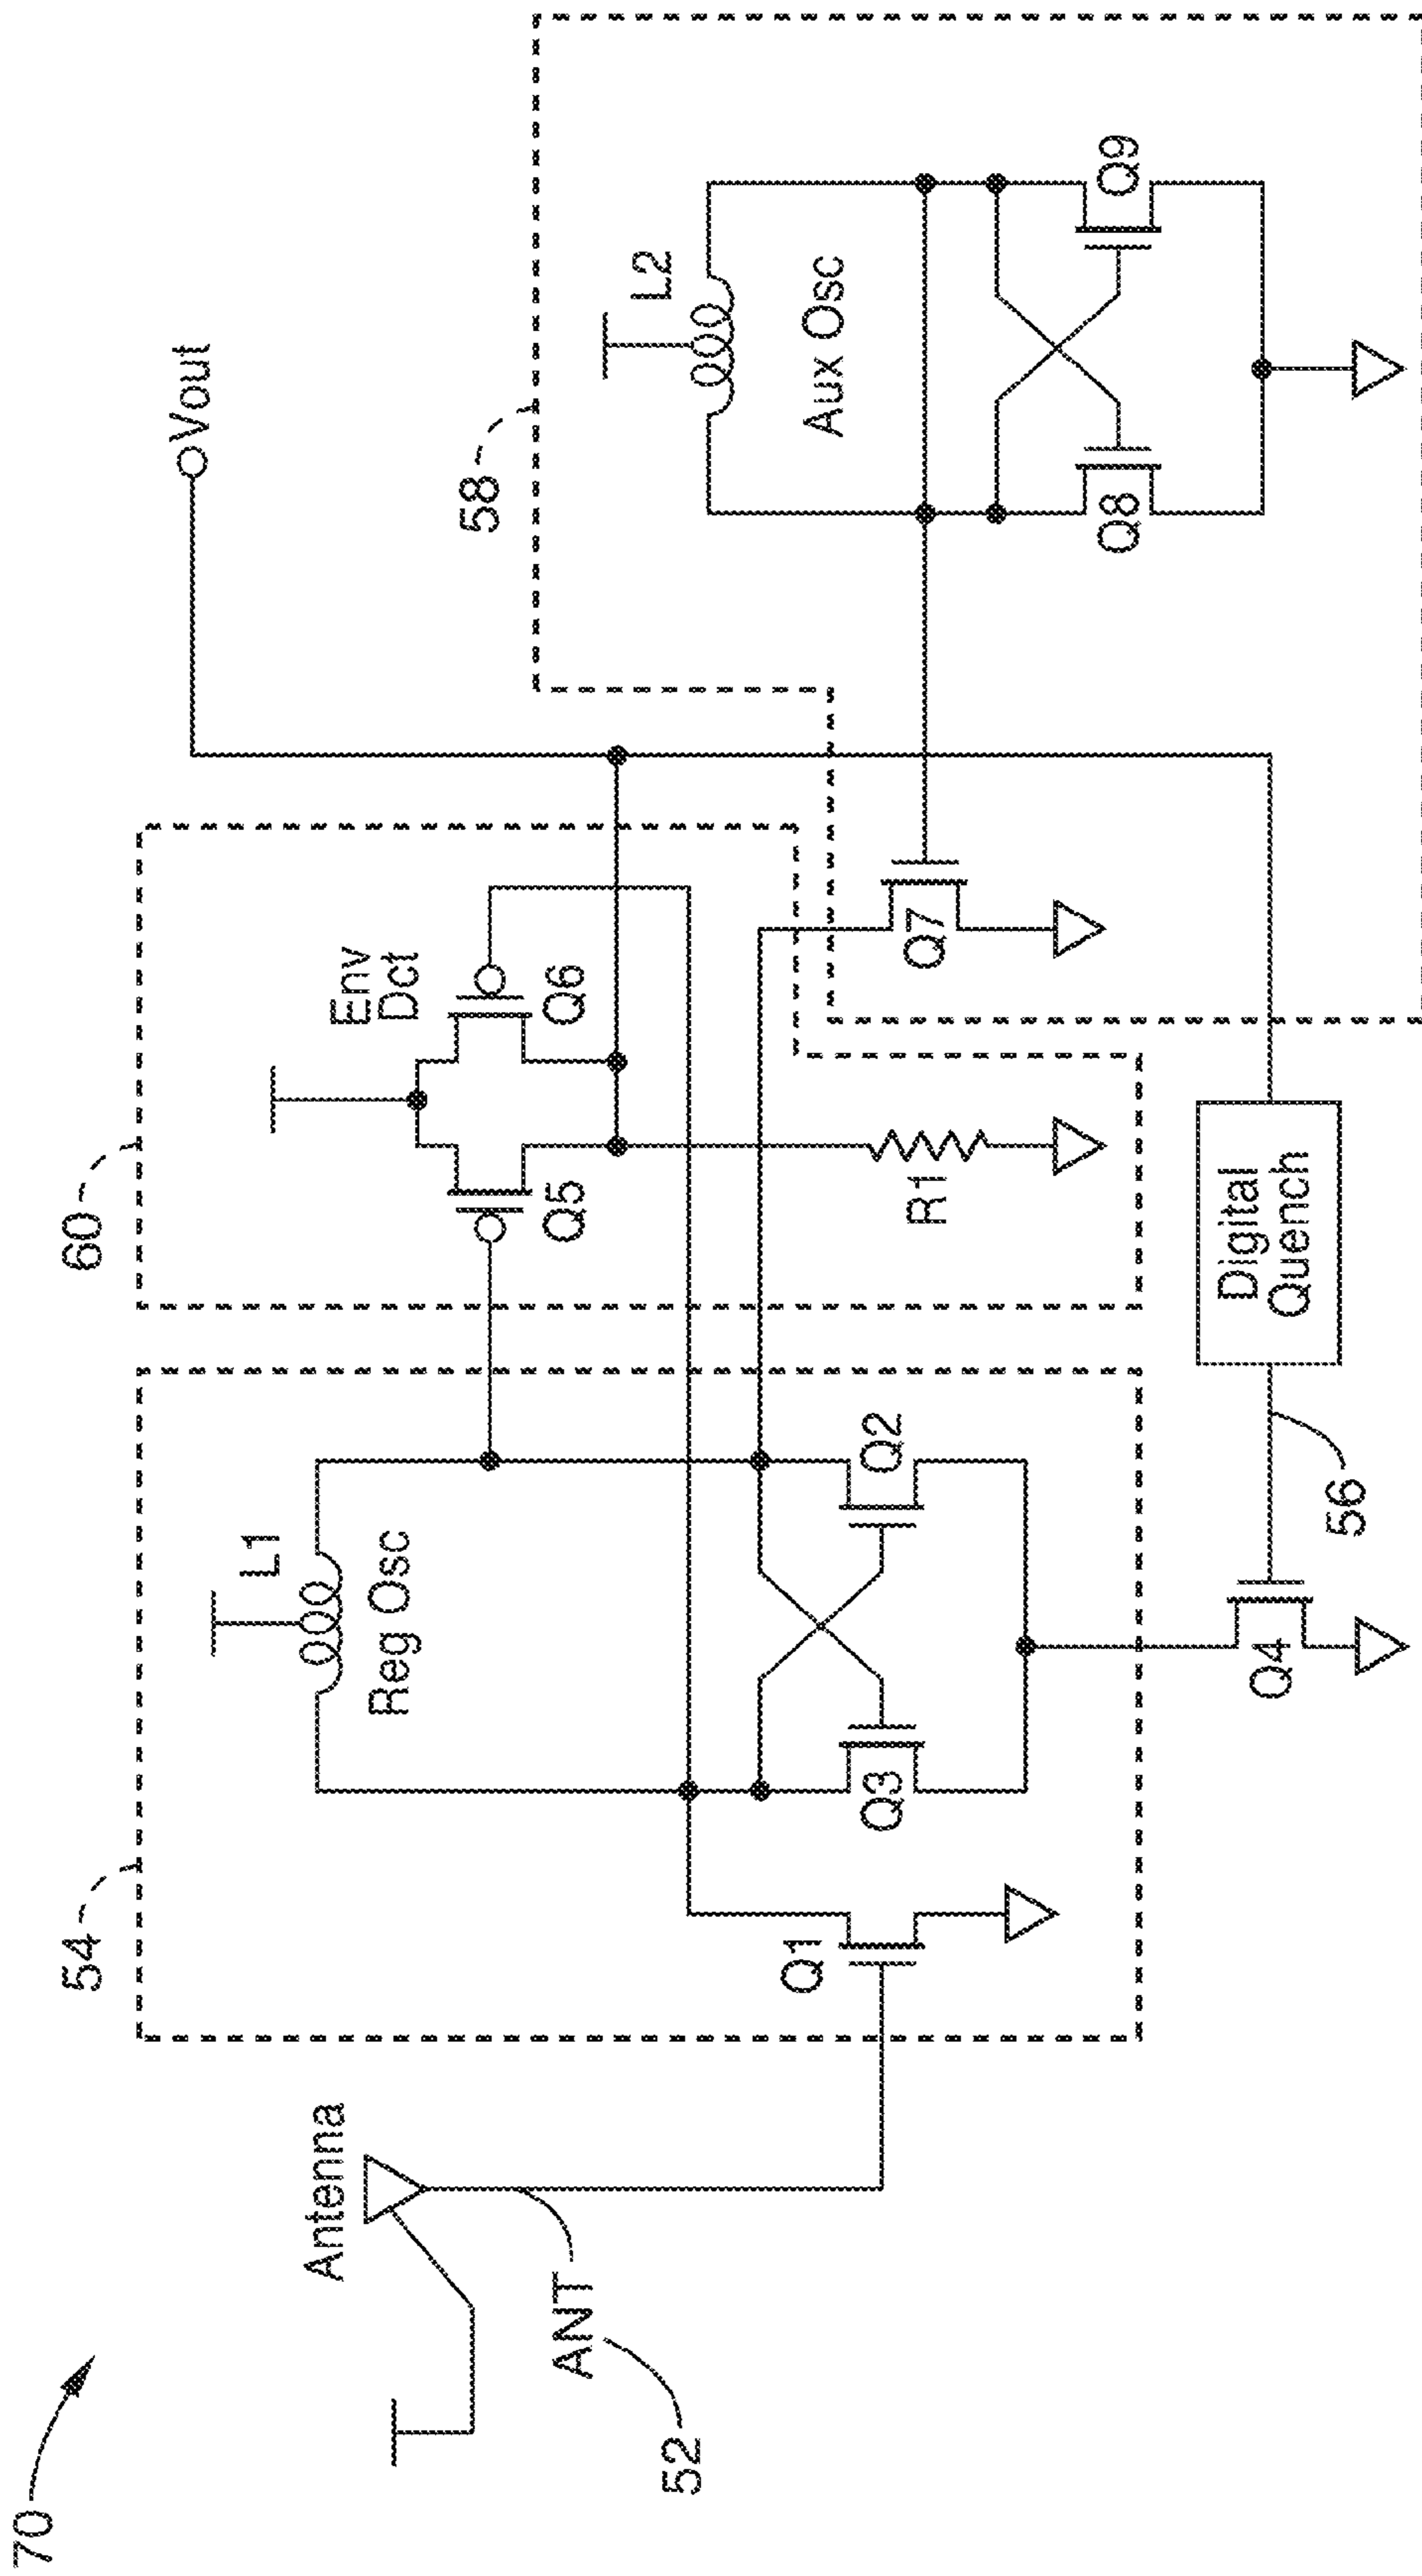 70
Antenna
ANT
52
54
L1
Reg Osc
Q1
Q3
Q2
Q4
56
60
Env
Dct
Q5
Q6
R1
Digital
Quench
Vout
58
L2
Aux Osc
Q7
Q8
Q9